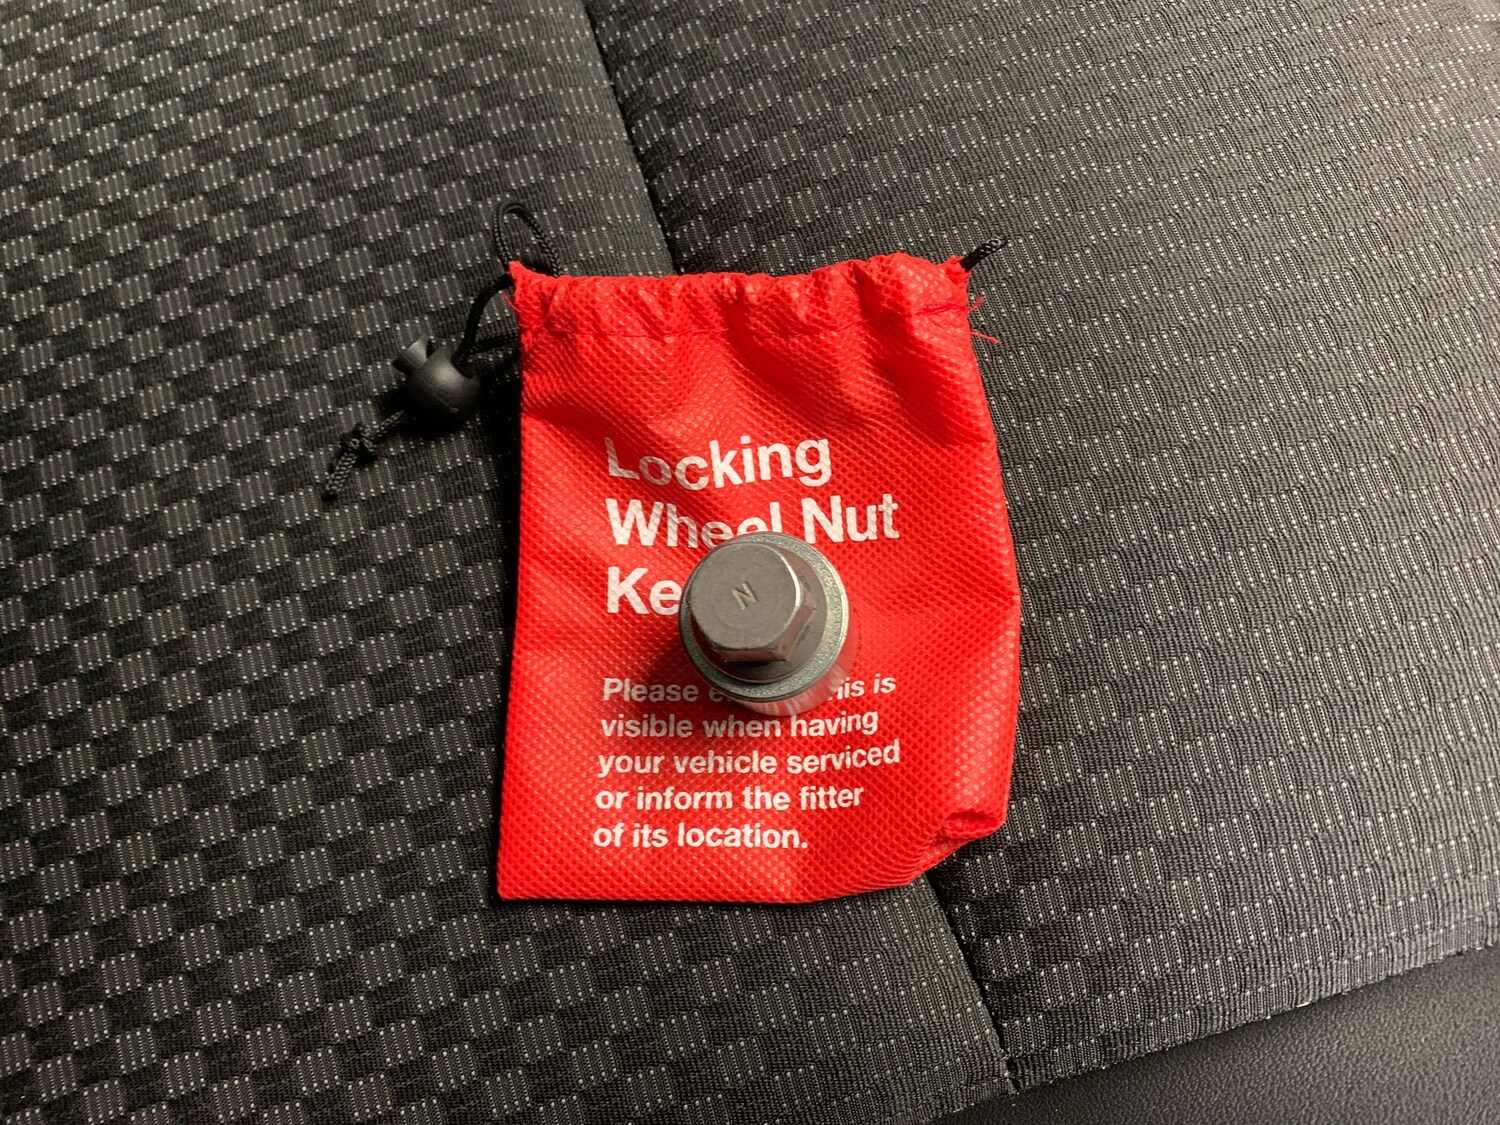 Locking
Wheel Nut
Ke
N
Please e his is
visible when having
your vehicle serviced
or inform the fitter
of its location.